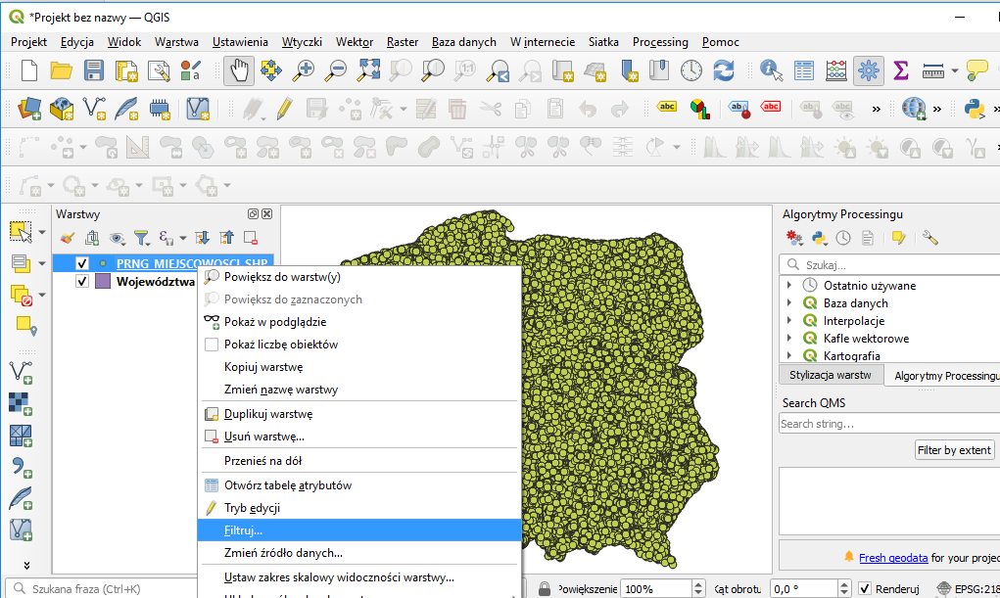 *Projekt bez nazwy — QGIS
Projekt Edycja Widok Warstwa Ustawienia Wtyczki Wektor Raster Baza danych W internecie Siatka Processing Pomoc
abc abc abc abc abc
Warstwy
PRNG_MIEJSCOWOSCI_SHP
Województwa
Powiększ do warstw(y)
Powiększ do zaznaczonych
Pokaż w podglądzie
Pokaż liczbę obiektów
Kopiuj warstwę
Zmień nazwę warstwy
Duplikuj warstwę
Usuń warstwę...
Przenieś na dół
Otwórz tabelę atrybutów
Tryb edycji
Filtruj...
Zmień źródło danych...
Ustaw zakres skalowy widoczności warstwy...
Algorytmy Processingu
Szukaj...
Ostatnio używane
Baza danych
Interpolacje
Kafle wektorowe
Kartografia
Stylizacja warstw Algorytmy Processingu
Search QMS
Search string...
Filter by extent
Fresh geodata for your projec
Szukana fraza (Ctrl+K) Powiększenie 100% Kąt obrotu 0,0 ° Renderuj EPSG:218